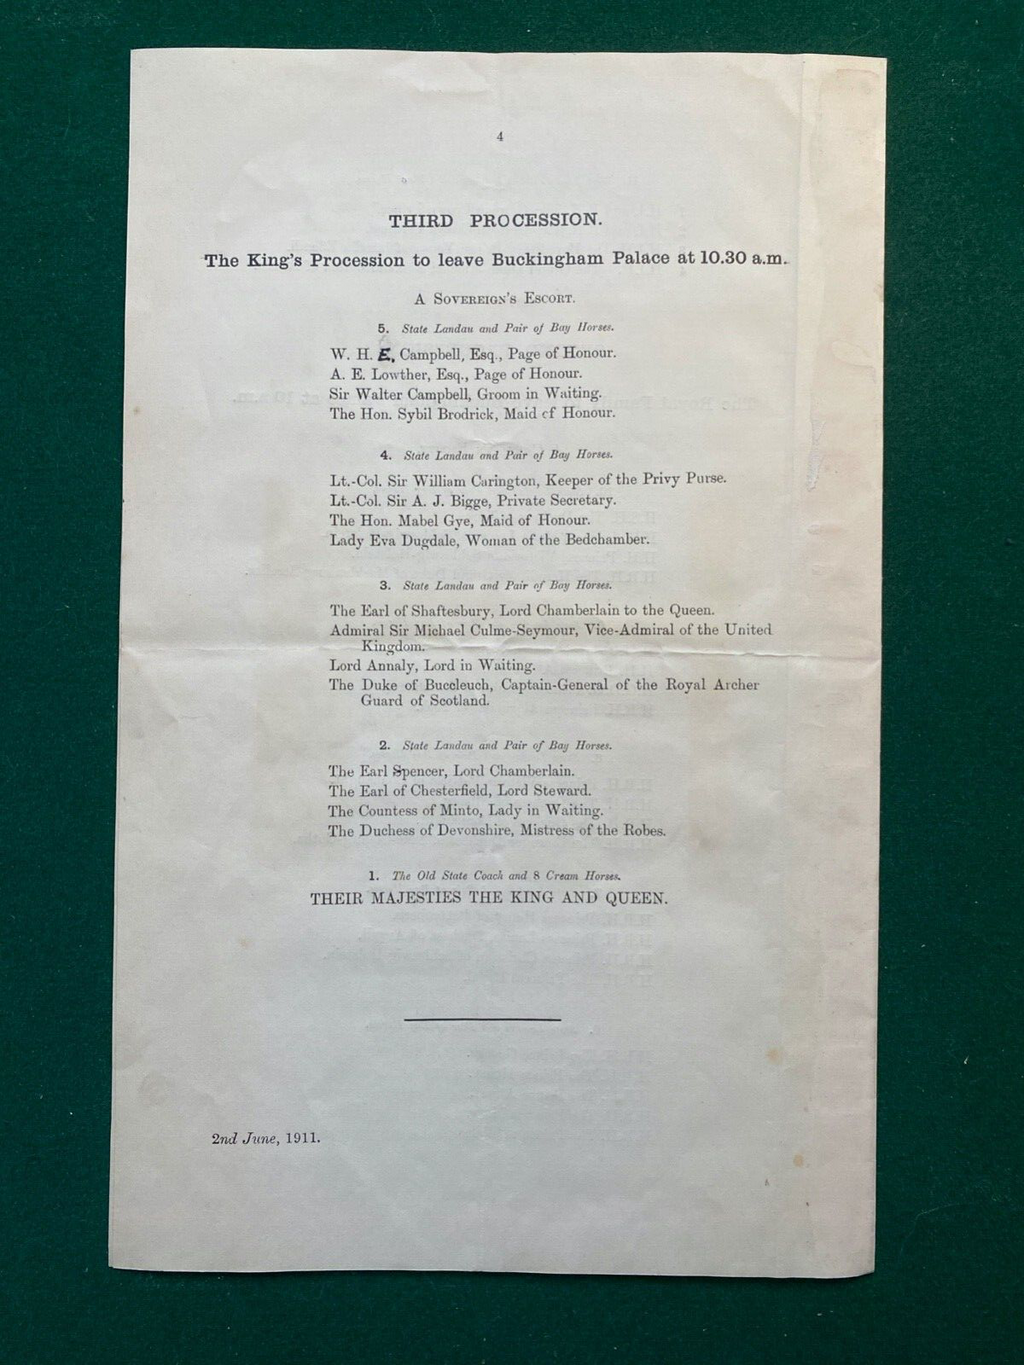 4
THIRD PROCESSION.
The King's Procession to leave Buckingham Palace at 10.30 a.m.
A SOVEREIGN'S ESCORT.
5. State Landau and Pair of Bay Horses.
W. H. E. Campbell, Esq., Page of Honour.
A. E. Lowther, Esq., Page of Honour.
Sir Walter Campbell, Groom in Waiting.
The Hon. Sybil Brodrick, Maid of Honour.
4. State Landau and Pair of Bay Horses.
Lt.-Col. Sir William Carington, Keeper of the Privy Purse.
Lt.-Col. Sir A. J. Bigge, Private Secretary.
The Hon. Mabel Gye, Maid of Honour.
Lady Eva Dugdale, Woman of the Bedchamber.
3. State Landau and Pair of Bay Horses.
The Earl of Shaftesbury, Lord Chamberlain to the Queen.
Admiral Sir Michael Culme-Seymour, Vice-Admiral of the United
Kingdom.
Lord Annaly, Lord in Waiting.
The Duke of Buccleuch, Captain-General of the Royal Archer
Guard of Scotland.
2. State Landau and Pair of Bay Horses.
The Earl Spencer, Lord Chamberlain.
The Earl of Chesterfield, Lord Steward.
The Countess of Minto, Lady in Waiting.
The Duchess of Devonshire, Mistress of the Robes.
1. The Old State Coach and 8 Cream Horses.
THEIR MAJESTIES THE KING AND QUEEN.
2nd June, 1911.